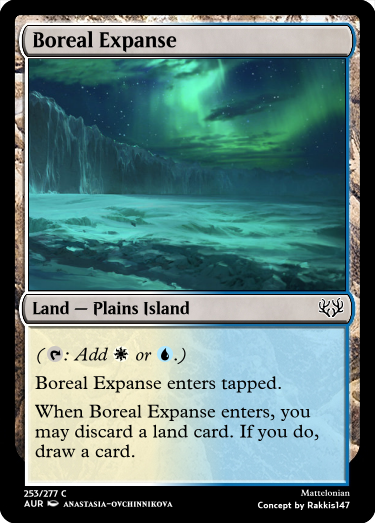 Boreal Expanse
Land — Plains Island
(: Add or .)
Boreal Expanse enters tapped.
When Boreal Expanse enters, you
may discard a land card. If you do,
draw a card.
253/277 C
Mattelonian
AUR ANASTASIA-OVCHINNIKOVA
Concept by Rakkis147